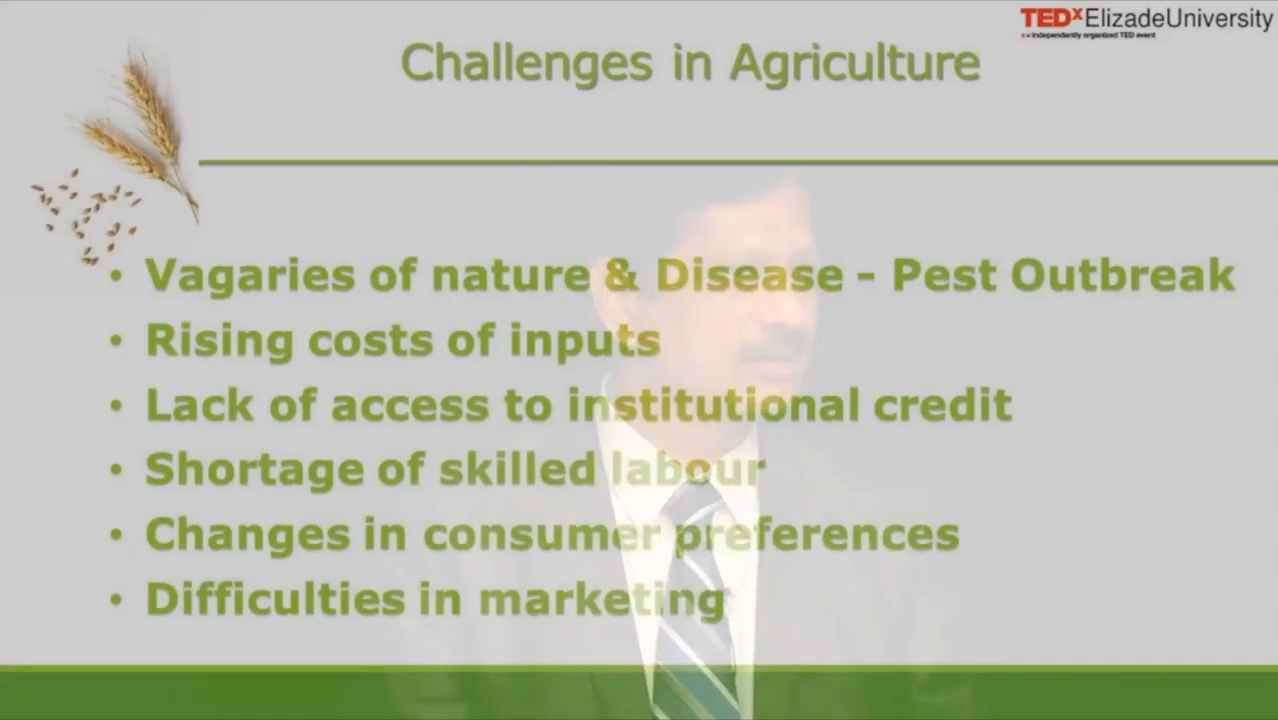 TEDxElizadeUniversity
x = independently organized TED event
Challenges in Agriculture
• Vagaries of nature & Disease - Pest Outbreak
• Rising costs of inputs
• Lack of access to institutional credit
• Shortage of skilled labour
• Changes in consumer preferences
• Difficulties in marketing